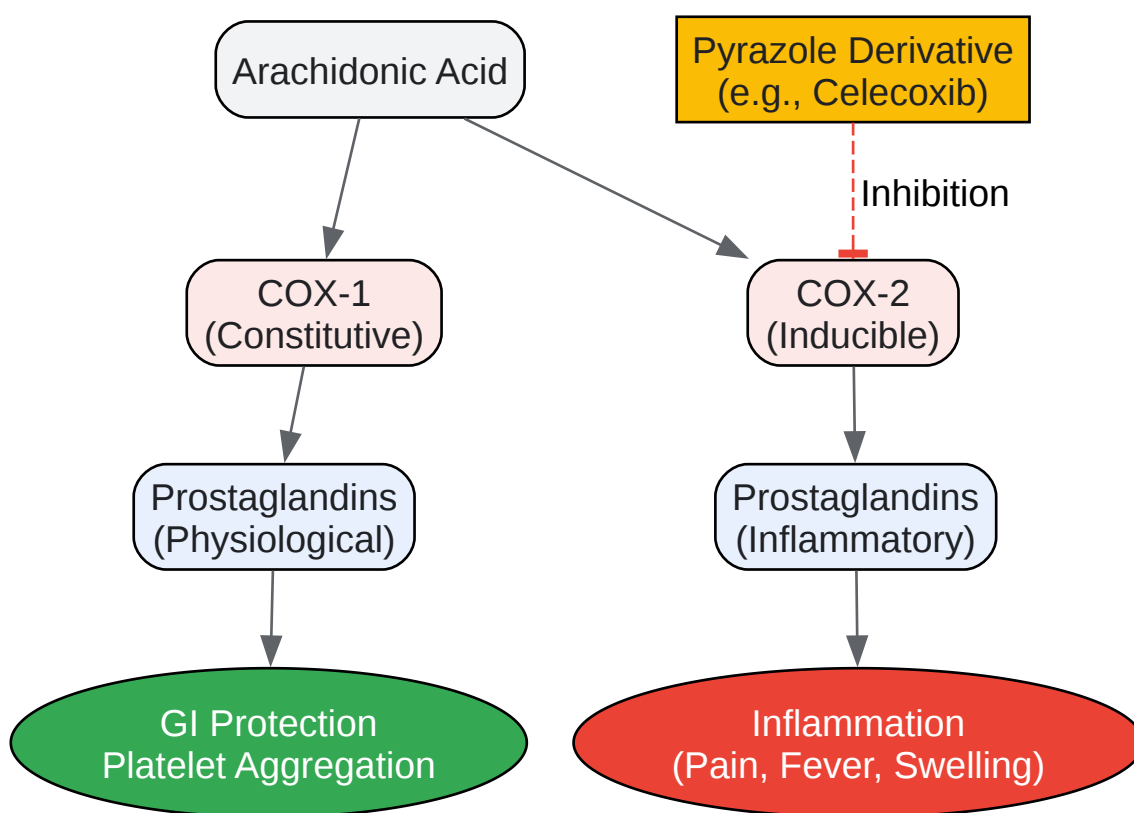 Arachidonic Acid
Pyrazole Derivative
(e.g., Celecoxib)
Inhibition
COX-1
(Constitutive)
COX-2
(Inducible)
Prostaglandins
(Physiological)
Prostaglandins
(Inflammatory)
GI Protection
Platelet Aggregation
Inflammation
(Pain, Fever, Swelling)